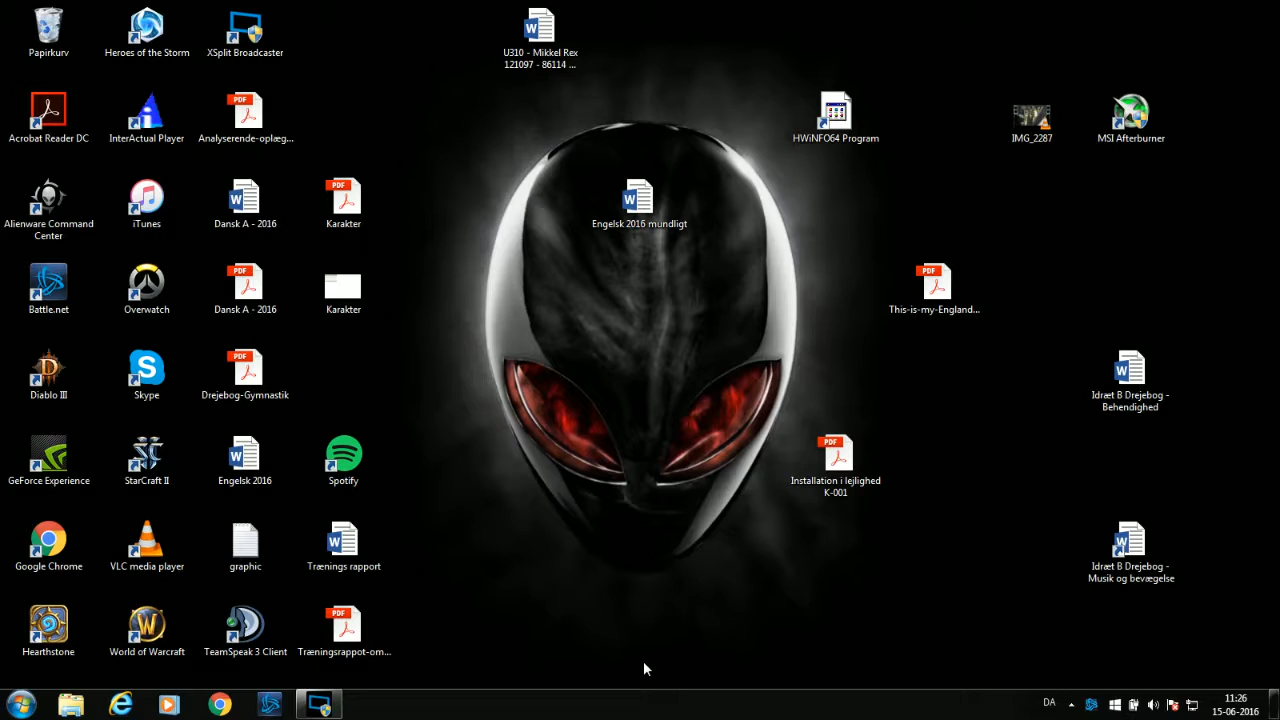 Papirkurv
Heroes of the Storm
XSplit Broadcaster
U310 - Mikkel Rex
121097 - 86114 ...
Acrobat Reader DC
InterActual Player
Analyserende-oplæg...
HWiNFO64 Program
IMG_2287
MSI Afterburner
Alienware Command
Center
iTunes
Dansk A - 2016
Karakter
Engelsk 2016 mundligt
Battle.net
Overwatch
Dansk A - 2016
Karakter
This-is-my-England...
Diablo III
Skype
Drejebog-Gymnastik
Idræt B Drejebog -
Behendighed
GeForce Experience
StarCraft II
Engelsk 2016
Spotify
Installation i lejlighed
K-001
Google Chrome
VLC media player
graphic
Trænings rapport
Idræt B Drejebog -
Musik og bevægelse
Hearthstone
World of Warcraft
TeamSpeak 3 Client
Træningsrappot-om...
DA
11:26
15-06-2016